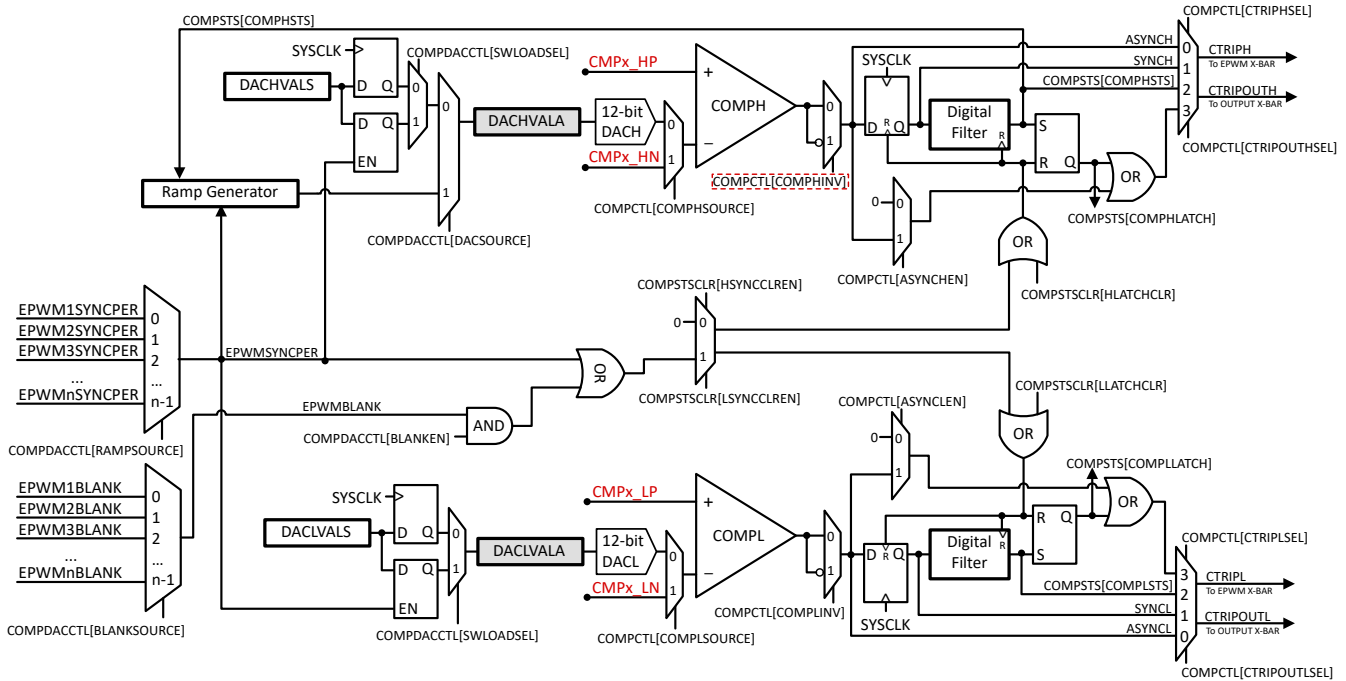 COMPSTS[COMPHSTS]
COMPCTL[CTRIPHSEL]
SYSCLK
COMPDACCTL[SWLOADSEL]
DACHVALS
D Q
0
1
D Q
EN
0
1
DACHVALA
CMPx_HP
12-bit
DACH
CMPx_HN
0
1
+
−
COMPH
0
1
COMPCTL[COMPHINV]
SYSCLK
D R Q
Digital
Filter
R
S
R
Q
OR
ASYNCH
SYNCH
COMPSTS[COMPHSTS]
0
1
2
3
CTRIPH
To EPWM X-BAR
CTRIPOUTH
To OUTPUT X-BAR
COMPCTL[CTRIPOUTHSEL]
Ramp Generator
COMPDACCTL[DACSOURCE]
COMPCTL[COMPHSOURCE]
0
0
1
COMPCTL[ASYNCHEN]
COMPSTS[COMPHLATCH]
OR
COMPSTSCLR[HLATCHCLR]
COMPSTSCLR[HSYNCCLREN]
EPWM1SYNCPER
EPWM2SYNCPER
EPWM3SYNCPER
...
EPWMnSYNCPER
0
1
2
...
n-1
EPWMSYNCPER
OR
0
0
1
COMPSTSCLR[LSYNCCLREN]
COMPDACCTL[RAMPSOURCE]
EPWMBLANK
COMPDACCTL[BLANKEN]
AND
COMPSTSCLR[LLATCHCLR]
OR
COMPCTL[ASYNCLEN]
0
0
1
COMPSTS[COMPLLATCH]
OR
EPWM1BLANK
EPWM2BLANK
EPWM3BLANK
...
EPWMnBLANK
0
1
2
...
n-1
COMPDACCTL[BLANKSOURCE]
SYSCLK
DACLVALS
D Q
D Q
EN
0
1
COMPDACCTL[SWLOADSEL]
DACLVALA
CMPx_LP
12-bit
DACL
CMPx_LN
0
1
COMPCTL[COMPLSOURCE]
+
−
COMPL
0
1
COMPCTL[COMPLINV]
D R Q
SYSCLK
Digital
Filter
R
R
S
Q
COMPCTL[CTRIPLSEL]
COMPSTS[COMPLSTS]
SYNCL
ASYNCL
3
2
1
0
CTRIPL
To EPWM X-BAR
CTRIPOUTL
To OUTPUT X-BAR
COMPCTL[CTRIPOUTLSEL]